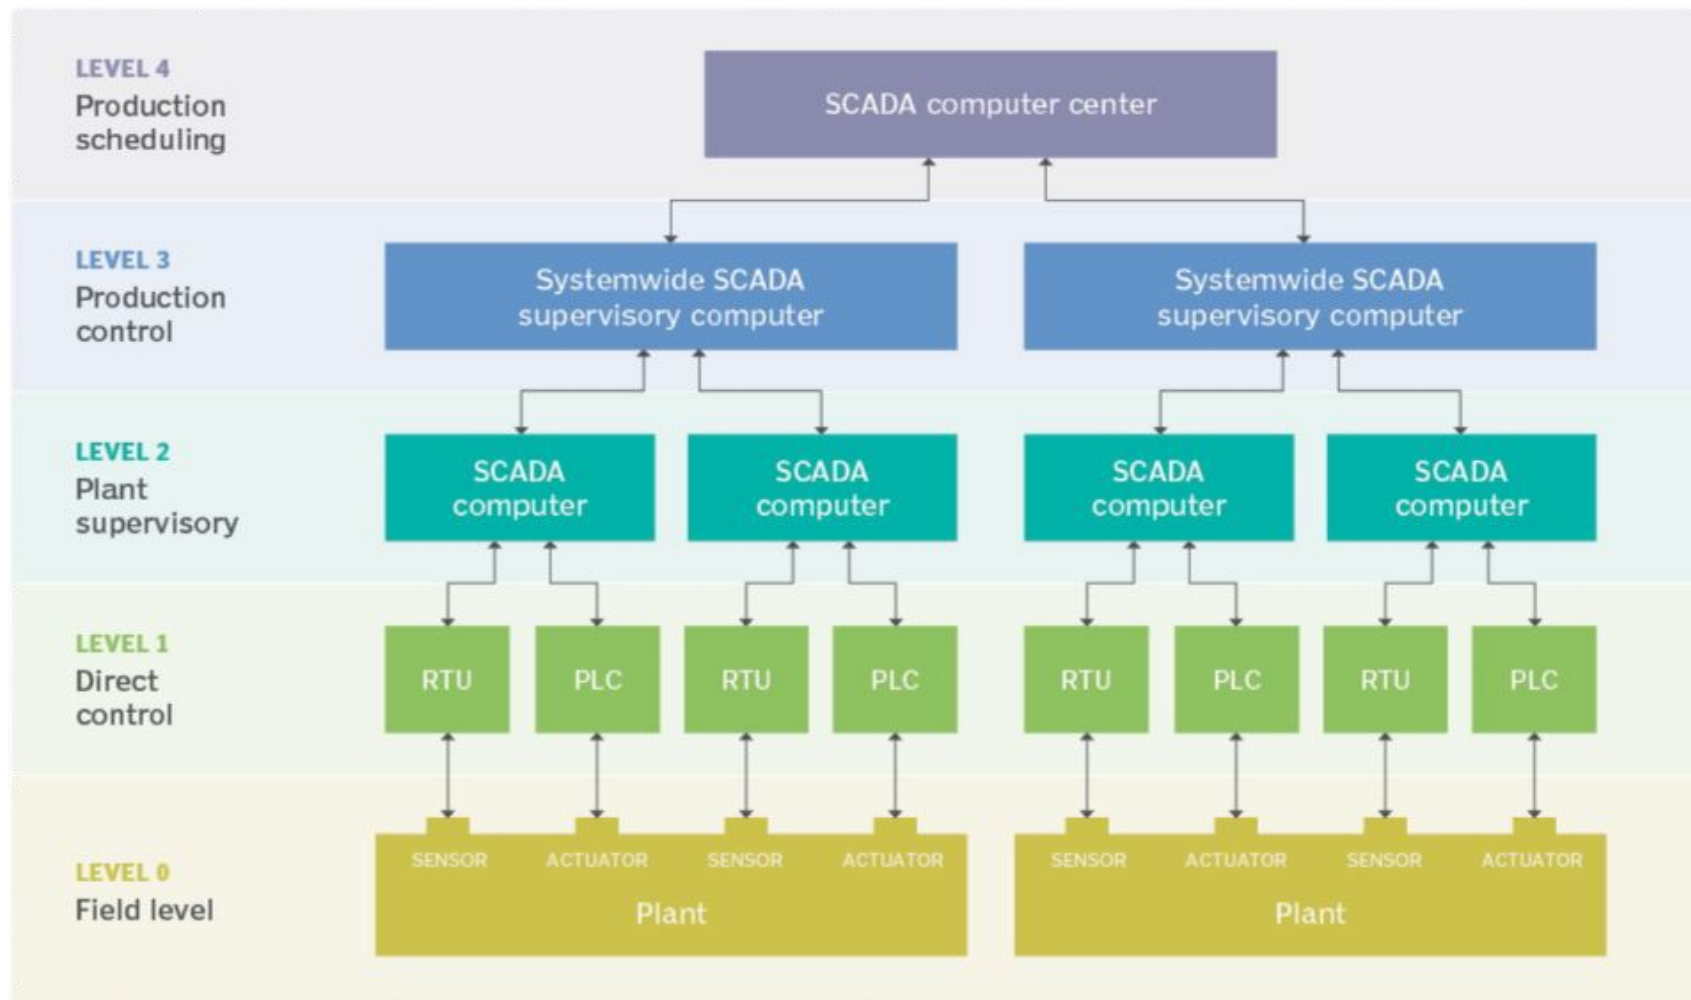 LEVEL 4
Production
scheduling
SCADA computer center
LEVEL 3
Production
control
Systemwide SCADA
supervisory computer
Systemwide SCADA
supervisory computer
LEVEL 2
Plant
supervisory
SCADA
computer
SCADA
computer
SCADA
computer
SCADA
computer
LEVEL 1
Direct
control
RTU
PLC
RTU
PLC
RTU
PLC
RTU
PLC
LEVEL 0
Field level
SENSOR
ACTUATOR
SENSOR
ACTUATOR
Plant
SENSOR
ACTUATOR
SENSOR
ACTUATOR
Plant